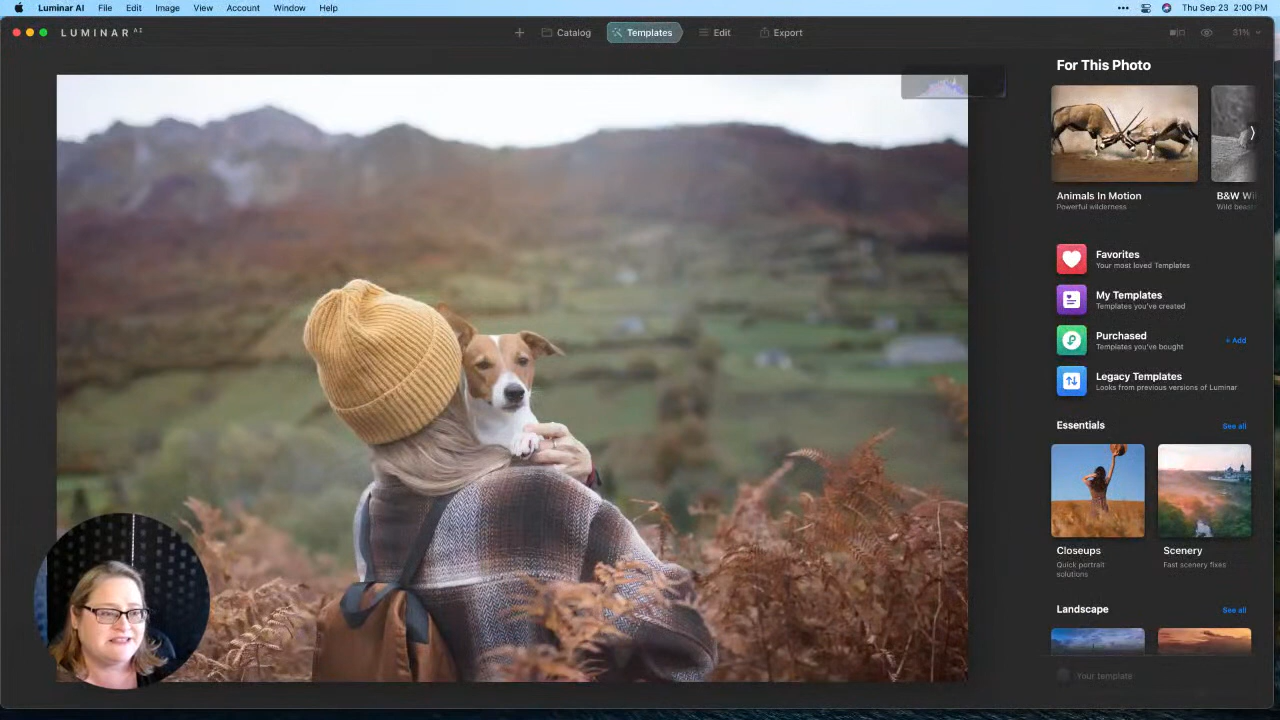 Luminar AI File Edit Image View Account Window Help
Thu Sep 23 2:00 PM
LUMINAR AI
Catalog Templates Edit Export
31%
For This Photo
Animals In Motion
Powerful wilderness
B&W
Favorites
Your most loved Templates
My Templates
Templates you've created
Purchased
Templates you've bought
+ Add
Legacy Templates
Looks from previous versions of Luminar
Essentials
See all
Closeups
Quick portrait
solutions
Scenery
Fast scenery fixes
Landscape
See all
Your template